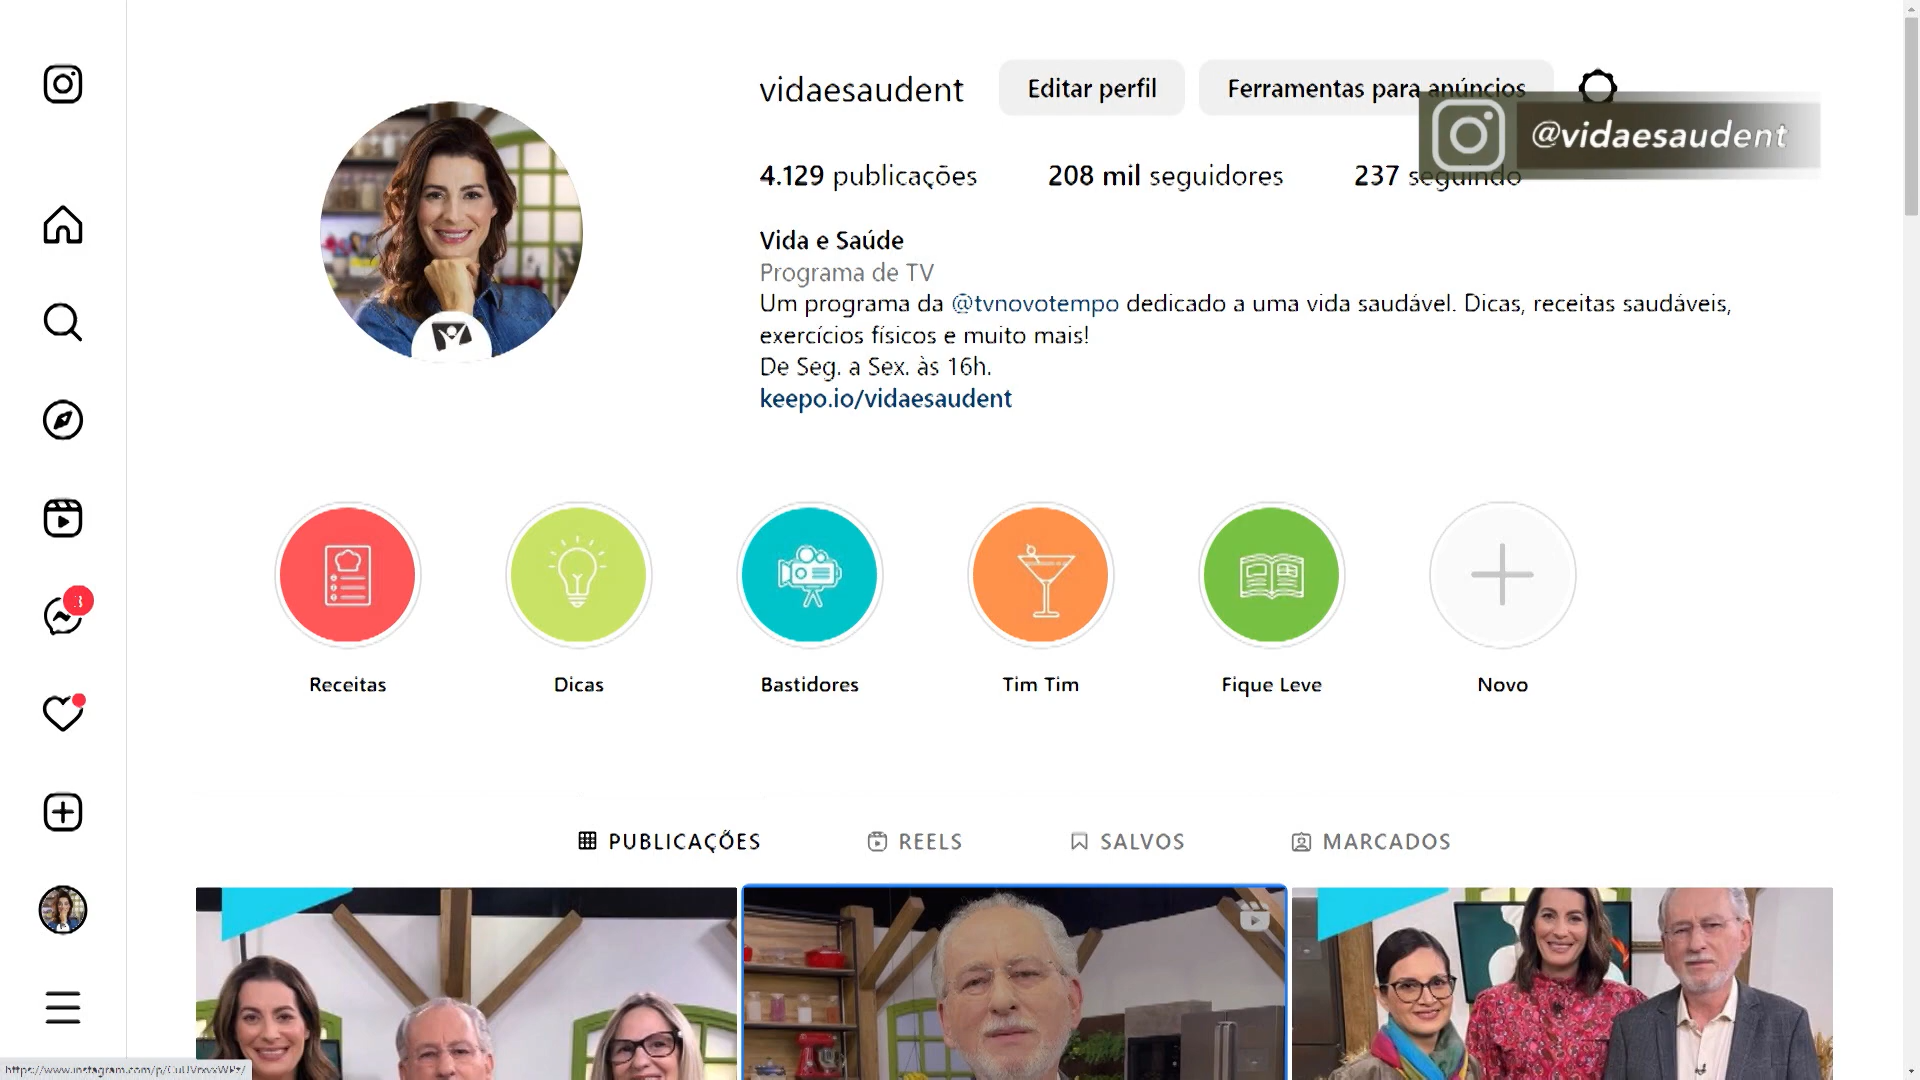 vidaesaudent
Editar perfil
Ferramentas para anúncios
@vidaesaudent
4.129 publicações
208 mil seguidores
237 seguindo
Vida e Saúde
Programa de TV
Um programa da @tvnovotempo dedicado a uma vida saudável. Dicas, receitas saudáveis,
exercícios físicos e muito mais!
De Seg. a Sex. às 16h.
keepo.io/vidaesaudent
3
Receitas
Dicas
Bastidores
Tim Tim
Fique Leve
Novo
PUBLICAÇÕES
REELS
SALVOS
MARCADOS